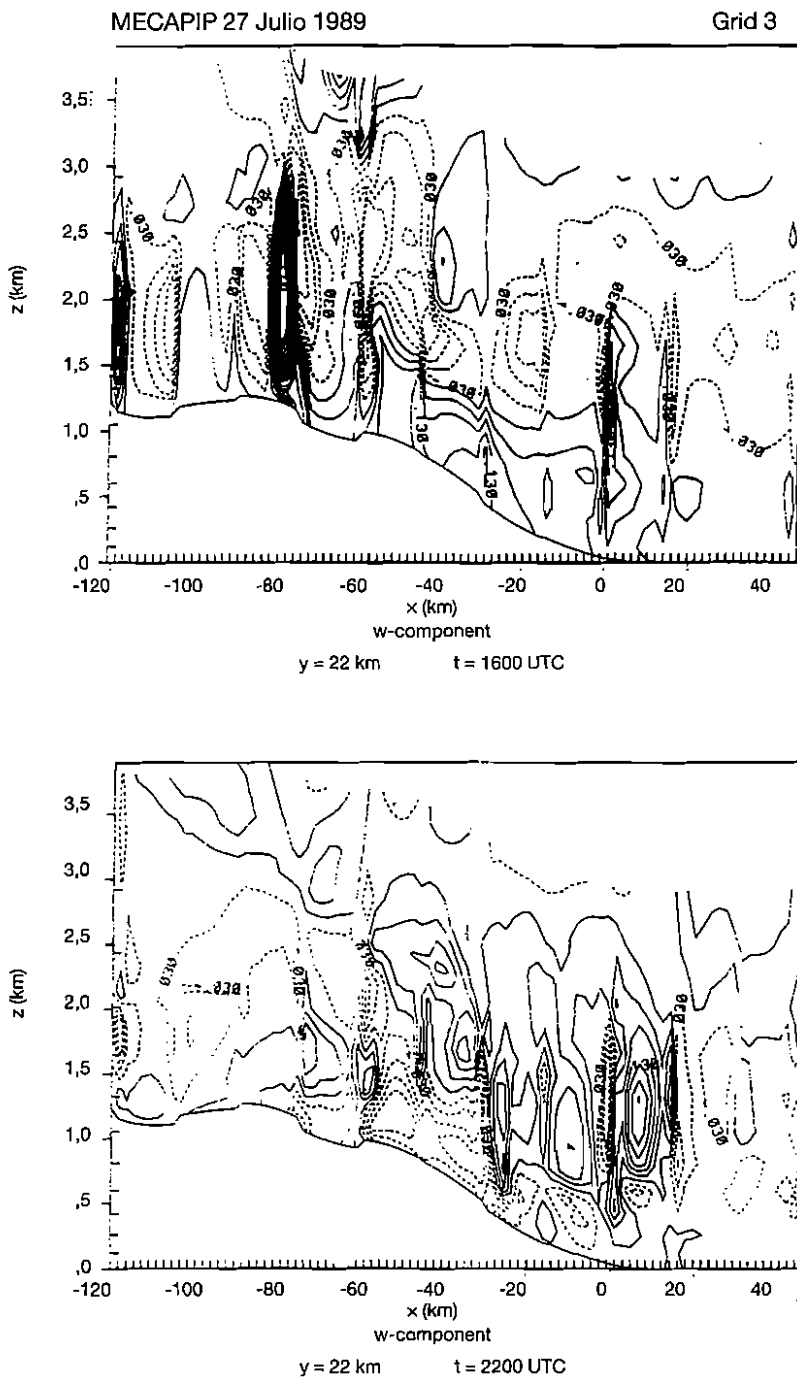 MECAPIP 27 Julio 1989 Grid 3
3,5
3,0
2,5
2,0
1,5
1,0
,5
,0
z (km)
-120 -100 -80 -60 -40 -20 0 20 40
x (km)
w-component
y = 22 km t = 1600 UTC
3,5
3,0
2,5
2,0
1,5
1,0
,5
,0
z (km)
-120 -100 -80 -60 -40 -20 0 20 40
x (km)
w-component
y = 22 km t = 2200 UTC